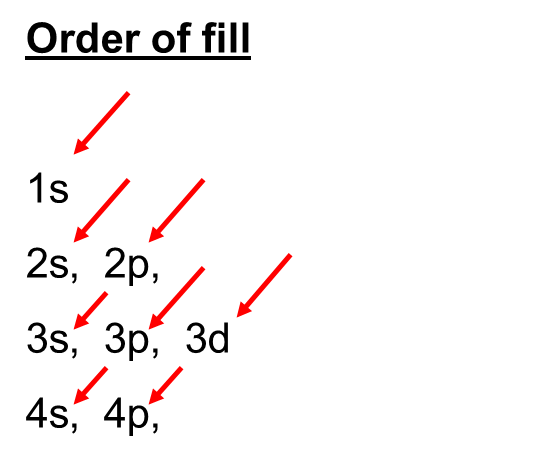 Order of fill
1s
2s, 2p,
3s, 3p, 3d
4s, 4p,